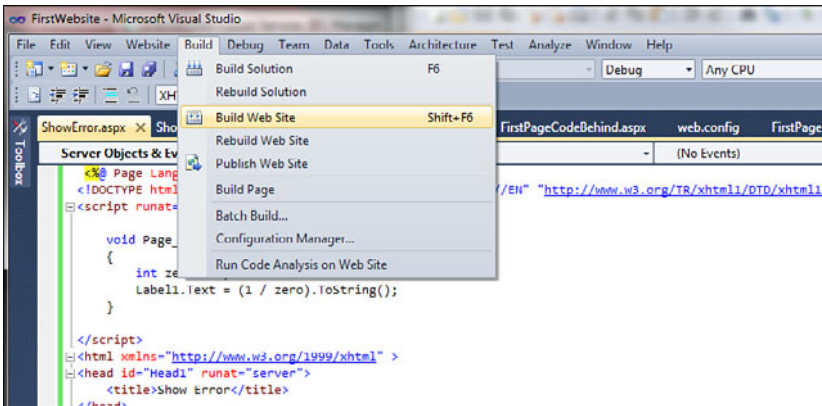 FirstWebsite - Microsoft Visual Studio
File Edit View Website Build Debug Team Data Tools Architecture Test Analyze Window Help
Build Solution F6
Debug Any CPU
Rebuild Solution
XH
Build Web Site Shift+F6
ShowError.aspx Sho FirstPageCodeBehind.aspx web.config FirstPage
Rebuild Web Site
Server Objects & Ev (No Events)
Publish Web Site
<%@ Page Lang
Build Page
<!DOCTYPE html //EN" "http://www.w3.org/TR/xhtml1/DTD/xhtml1
<script runat=
Batch Build...
void Page_
Configuration Manager...
{
Run Code Analysis on Web Site
int ze
Label1.Text = (1 / zero).ToString();
}
</script>
<html xmlns="http://www.w3.org/1999/xhtml" >
<head id="Head1" runat="server">
<title>Show Error</title>
</head>
Toolbox